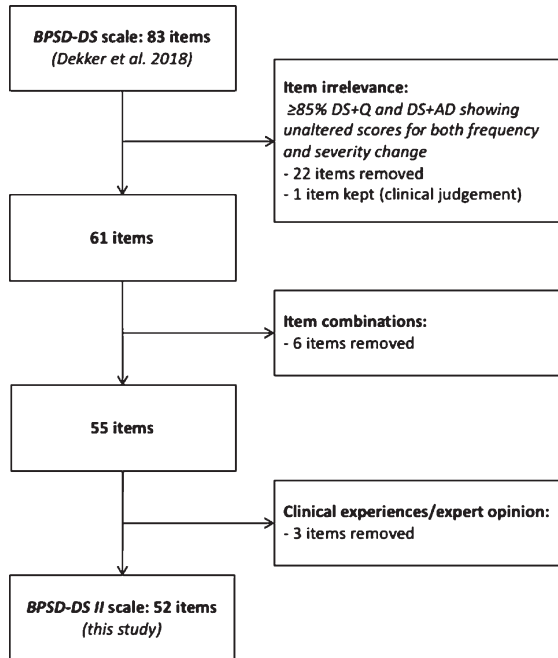 BPSD-DS scale: 83 items
(Dekker et al. 2018)
Item irrelevance:
≥85% DS+Q and DS+AD showing
unaltered scores for both frequency
and severity change
- 22 items removed
- 1 item kept (clinical judgement)
61 items
Item combinations:
- 6 items removed
55 items
Clinical experiences/expert opinion:
- 3 items removed
BPSD-DS II scale: 52 items
(this study)